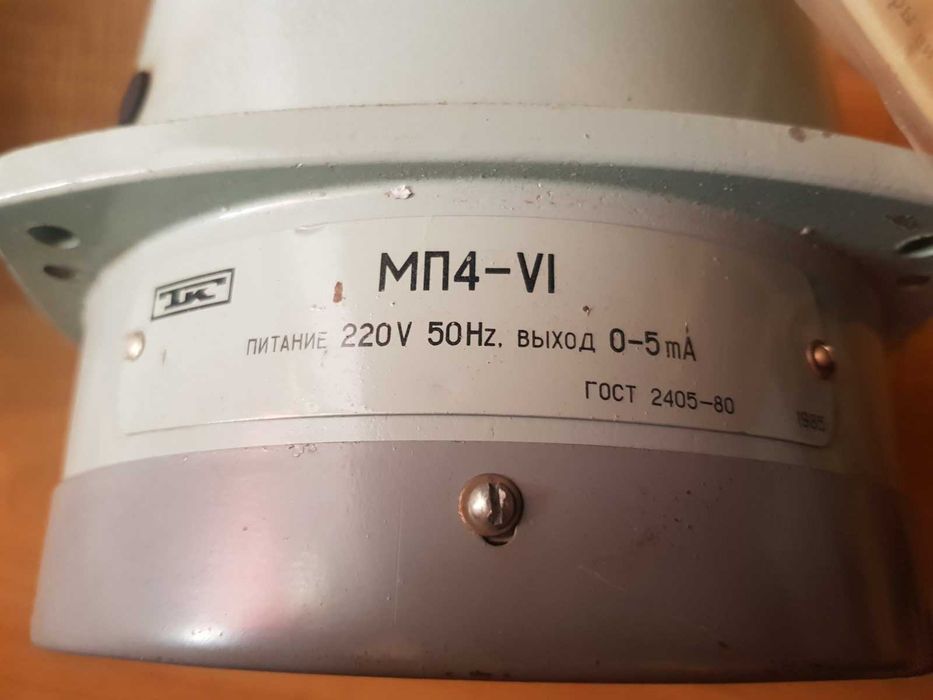 МП4-VI
ПИТАНИЕ 220V 50Hz, ВЫХОД 0-5mA
ГОСТ 2405-80
1985